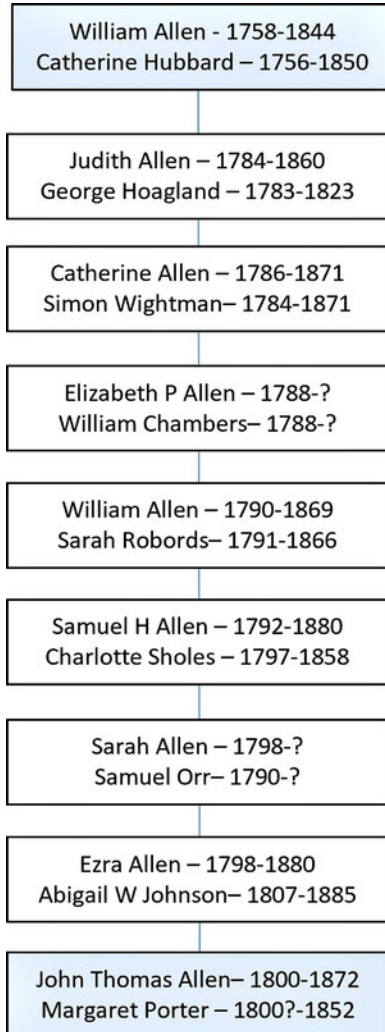 William Allen - 1758-1844
Catherine Hubbard – 1756-1850
Judith Allen – 1784-1860
George Hoagland – 1783-1823
Catherine Allen – 1786-1871
Simon Wightman– 1784-1871
Elizabeth P Allen – 1788-?
William Chambers– 1788-?
William Allen – 1790-1869
Sarah Robords– 1791-1866
Samuel H Allen – 1792-1880
Charlotte Sholes – 1797-1858
Sarah Allen – 1798-?
Samuel Orr– 1790-?
Ezra Allen – 1798-1880
Abigail W Johnson– 1807-1885
John Thomas Allen– 1800-1872
Margaret Porter – 1800?-1852